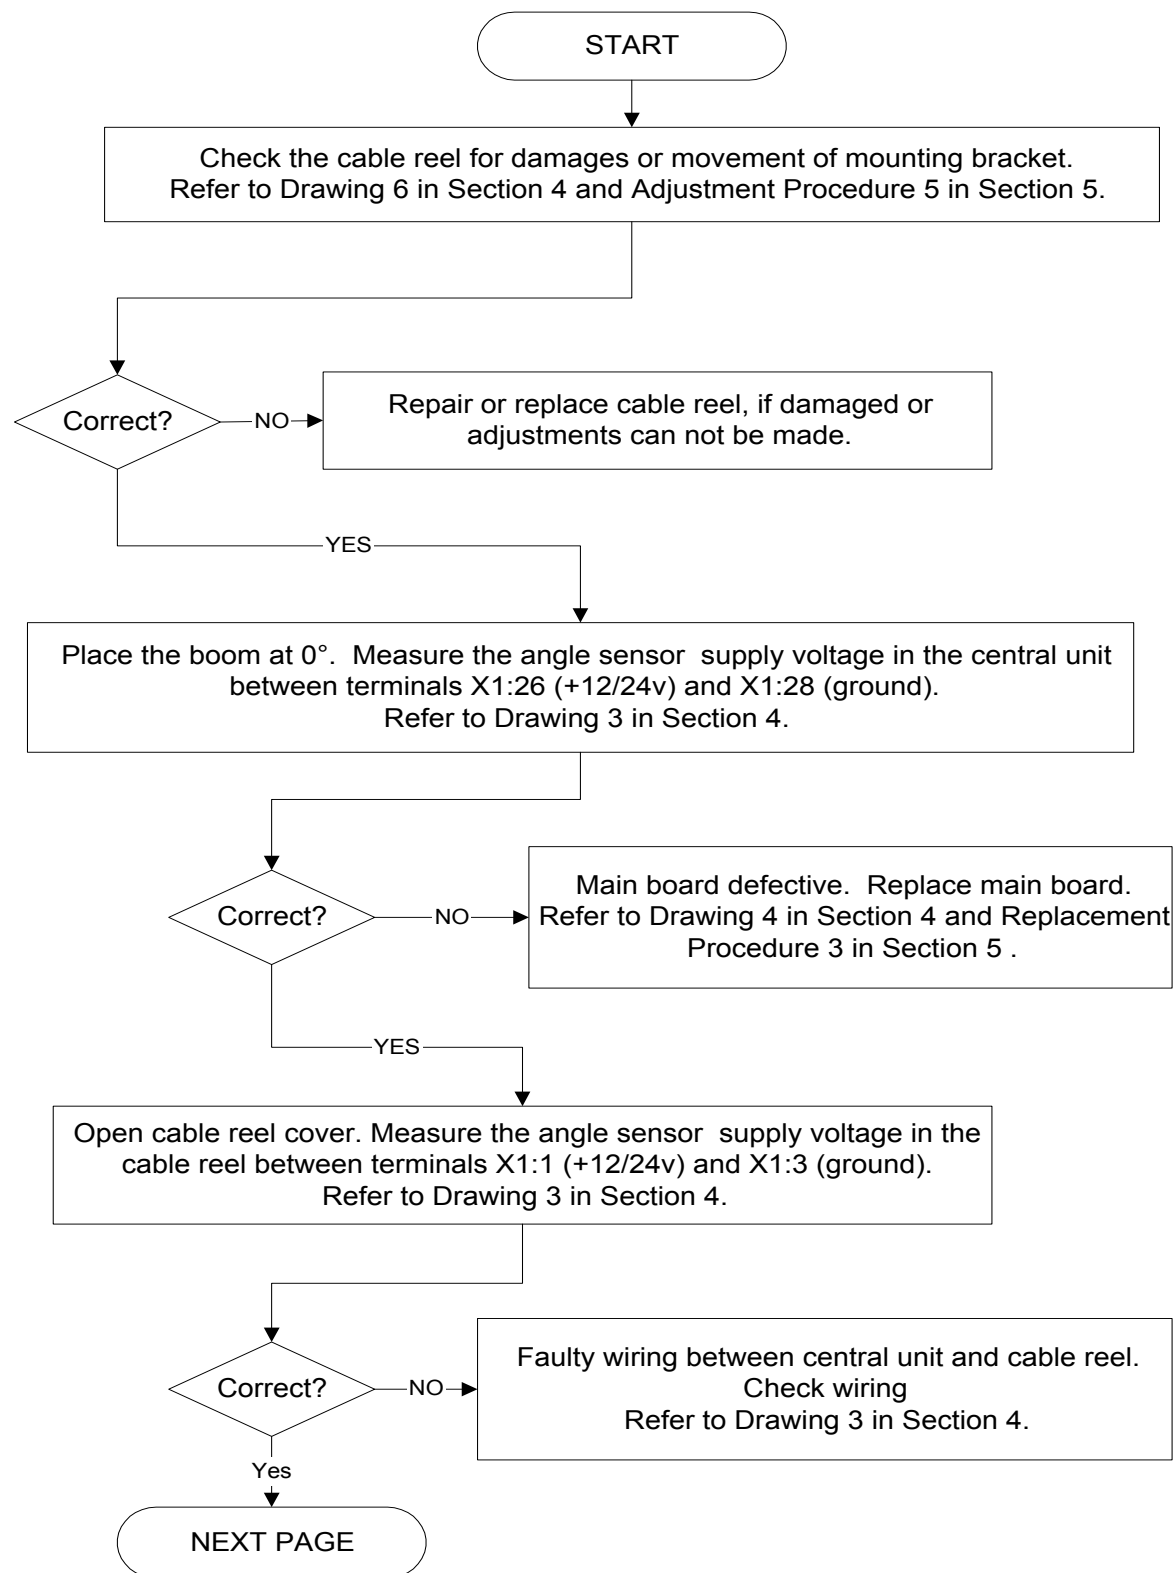 START
Check the cable reel for damages or movement of mounting bracket.
Refer to Drawing 6 in Section 4 and Adjustment Procedure 5 in Section 5.
Correct?
NO
Repair or replace cable reel, if damaged or
adjustments can not be made.
YES
Place the boom at 0°. Measure the angle sensor supply voltage in the central unit
between terminals X1:26 (+12/24v) and X1:28 (ground).
Refer to Drawing 3 in Section 4.
Correct?
NO
Main board defective. Replace main board.
Refer to Drawing 4 in Section 4 and Replacement
Procedure 3 in Section 5 .
YES
Open cable reel cover. Measure the angle sensor supply voltage in the
cable reel between terminals X1:1 (+12/24v) and X1:3 (ground).
Refer to Drawing 3 in Section 4.
Correct?
NO
Faulty wiring between central unit and cable reel.
Check wiring
Refer to Drawing 3 in Section 4.
Yes
NEXT PAGE